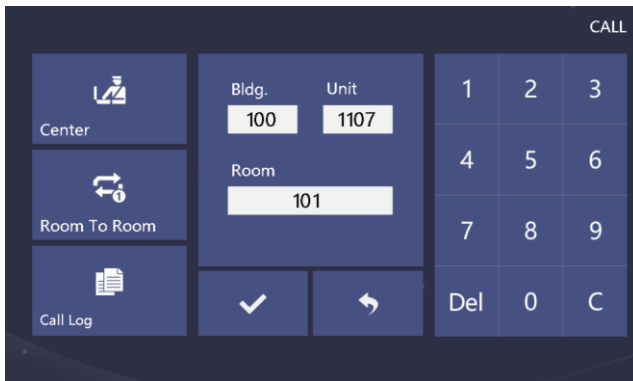 CALL
Center
Room To Room
Call Log
Bldg. Unit
100 1107
Room
101
1 2 3
4 5 6
7 8 9
Del 0 C